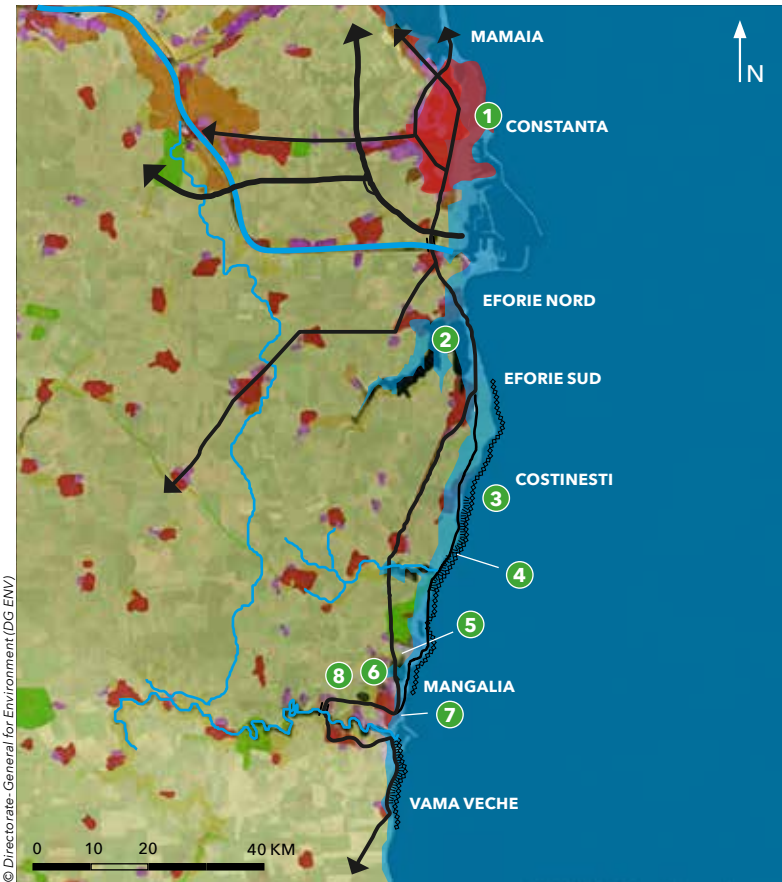 MAMAIA
N
1
CONSTANTA
EFORIE NORD
2
EFORIE SUD
COSTINESTI
3
4
5
8 6
MANGALIA
7
VAMA VECHE
0 10 20 40 KM
© Directorate- General for Environment (DG ENV)